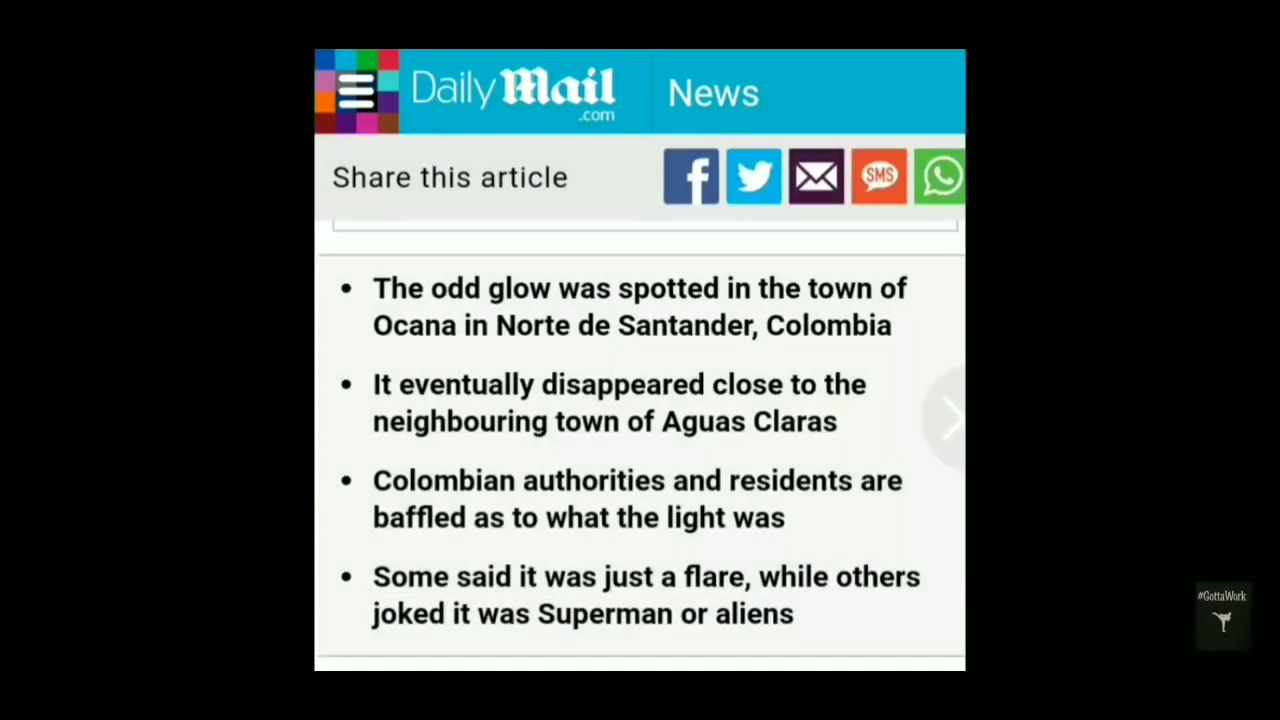 Daily Mail
.com
News
Share this article
SMS
• The odd glow was spotted in the town of
Ocana in Norte de Santander, Colombia
• It eventually disappeared close to the
neighbouring town of Aguas Claras
• Colombian authorities and residents are
baffled as to what the light was
• Some said it was just a flare, while others
joked it was Superman or aliens
#GottaWork